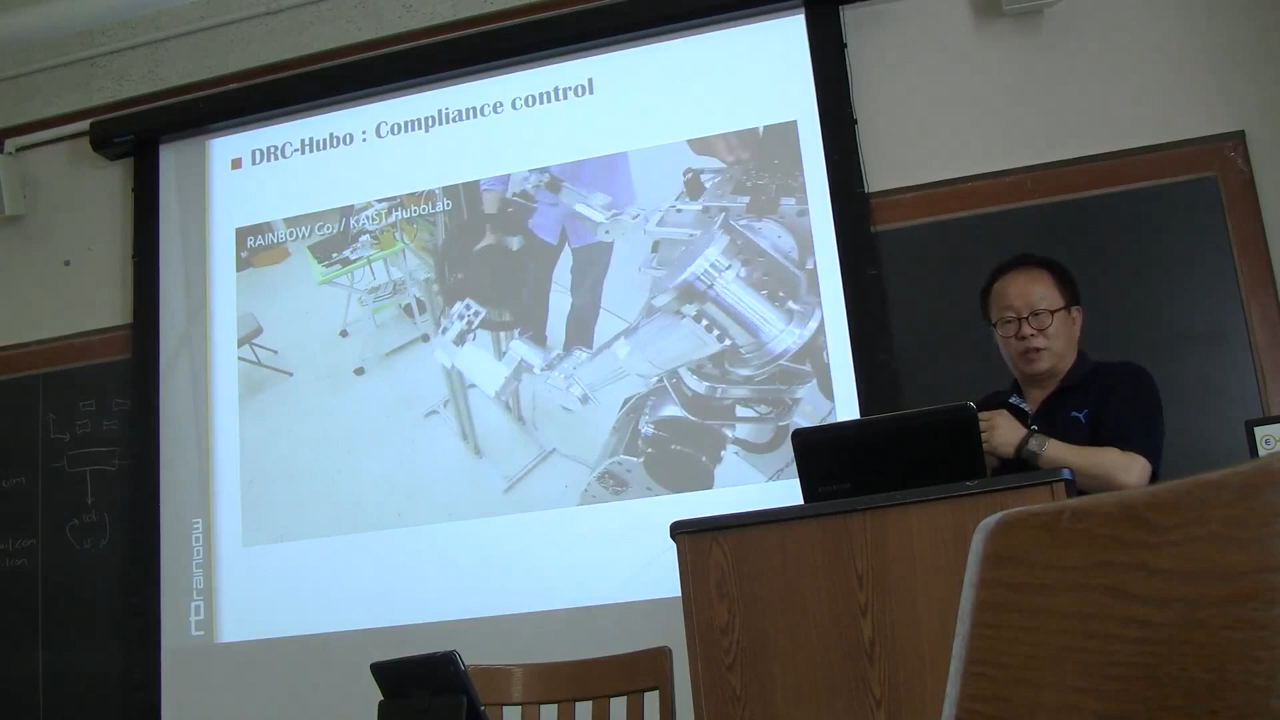 DRC-Hubo : Compliance control
RAINBOW Co. / KAIST HuboLab
rainbow